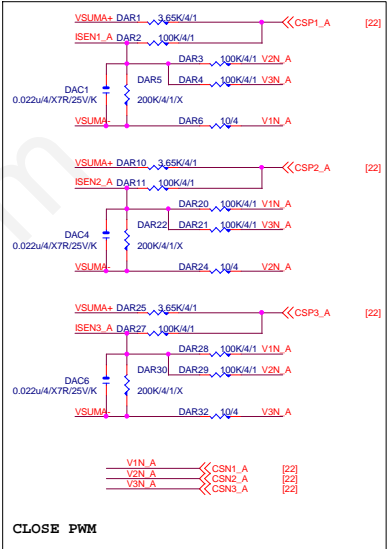 VSUMA+ DAR1 3.65K/4/1 CSP1_A [22]
ISEN1_A DAR2 100K/4/1
DAR3 100K/4/1 V2N_A
DAC1 DAR5 DAR4 100K/4/1 V3N_A
0.022u/4/X7R/25V/K 200K/4/1/X
VSUMA- DAR6 10/4 V1N_A
VSUMA+ DAR10 3.65K/4/1 CSP2_A [22]
ISEN2_A DAR11 100K/4/1
DAR20 100K/4/1 V1N_A
DAC4 DAR22 DAR21 100K/4/1 V3N_A
0.022u/4/X7R/25V/K 200K/4/1/X
VSUMA- DAR24 10/4 V2N_A
VSUMA+ DAR25 3.65K/4/1 CSP3_A [22]
ISEN3_A DAR27 100K/4/1
DAR28 100K/4/1 V1N_A
DAC6 DAR30 DAR29 100K/4/1 V2N_A
0.022u/4/X7R/25V/K 200K/4/1/X
VSUMA- DAR32 10/4 V3N_A
V1N_A CSN1_A [22]
V2N_A CSN2_A [22]
V3N_A CSN3_A [22]
CLOSE PWM